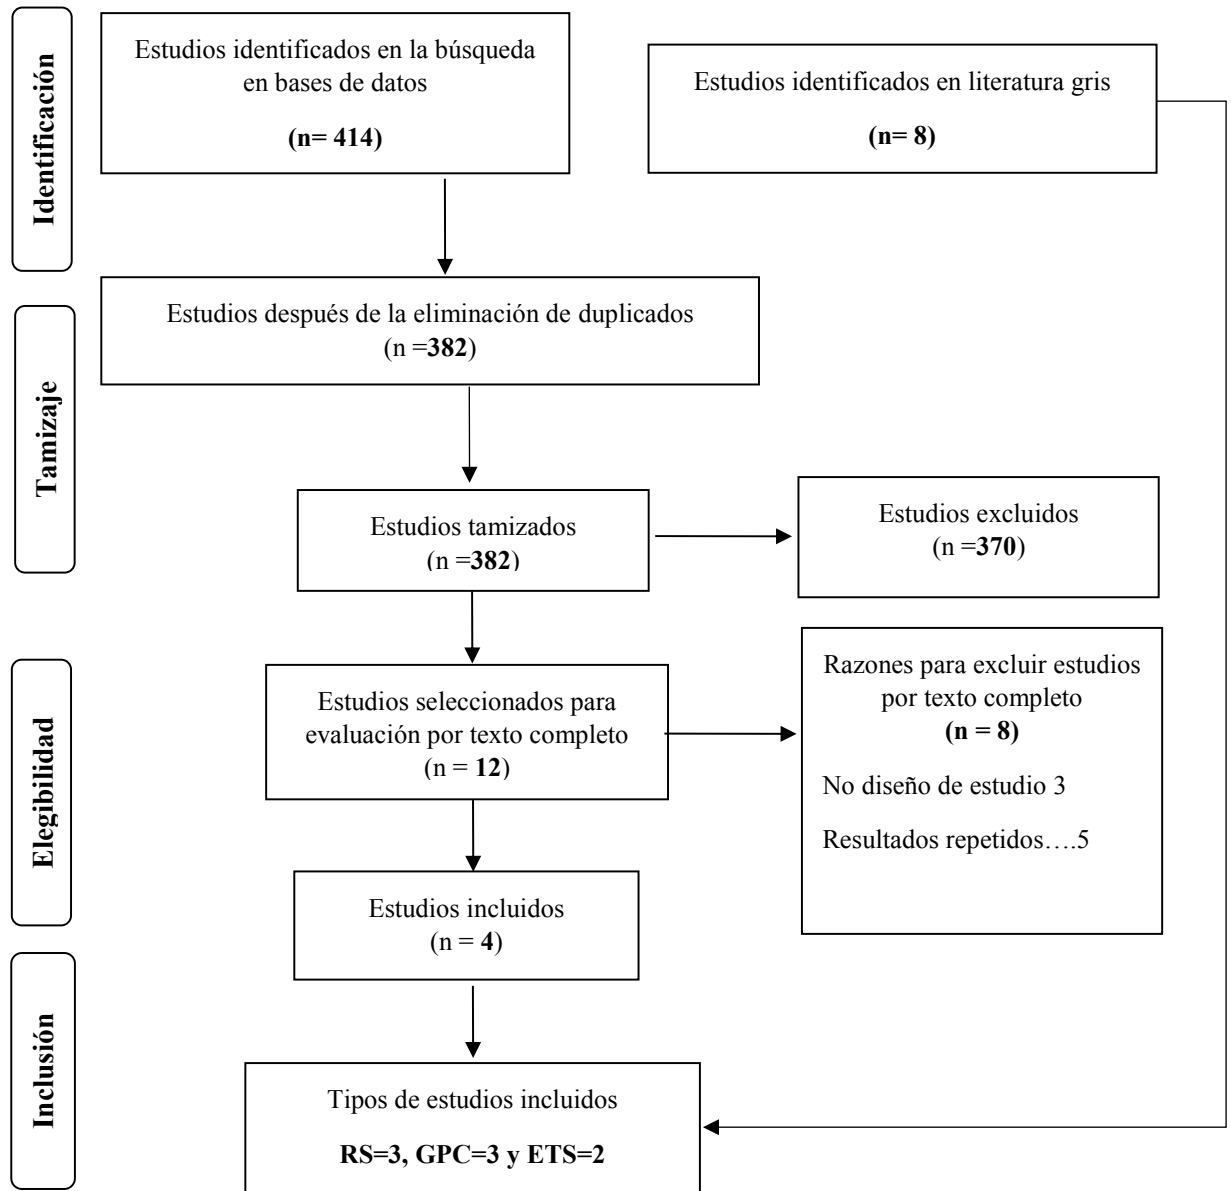 Identificación
Estudios identificados en la búsqueda
en bases de datos
(n= 414)
Estudios identificados en literatura gris
(n= 8)
Tamizaje
Estudios después de la eliminación de duplicados
(n =382)
Estudios tamizados
(n =382)
Estudios excluidos
(n =370)
Elegibilidad
Estudios seleccionados para
evaluación por texto completo
(n = 12)
Razones para excluir estudios
por texto completo
(n = 8)
No diseño de estudio 3
Resultados repetidos….5
Estudios incluidos
(n = 4)
Inclusión
Tipos de estudios incluidos
RS=3, GPC=3 y ETS=2